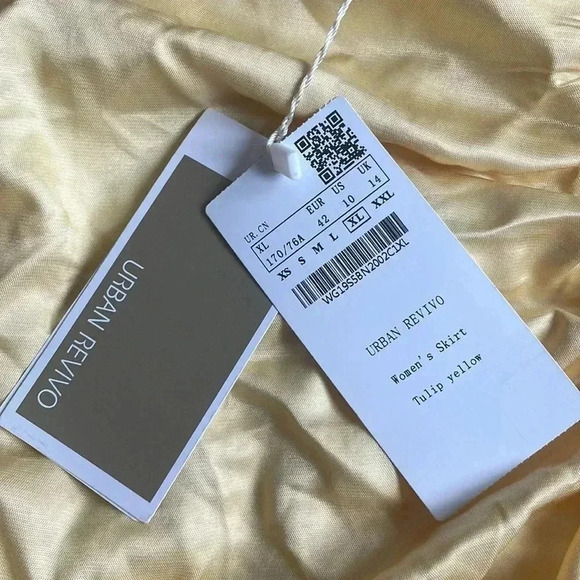 URBAN REVIVO
UR. CN EUR US UK
XL
170/76A 42 10 14
XS S M L XL XXL
WG19S5BN2002C1XL
URBAN REVIVO
Women's Skirt
Tulip yellow